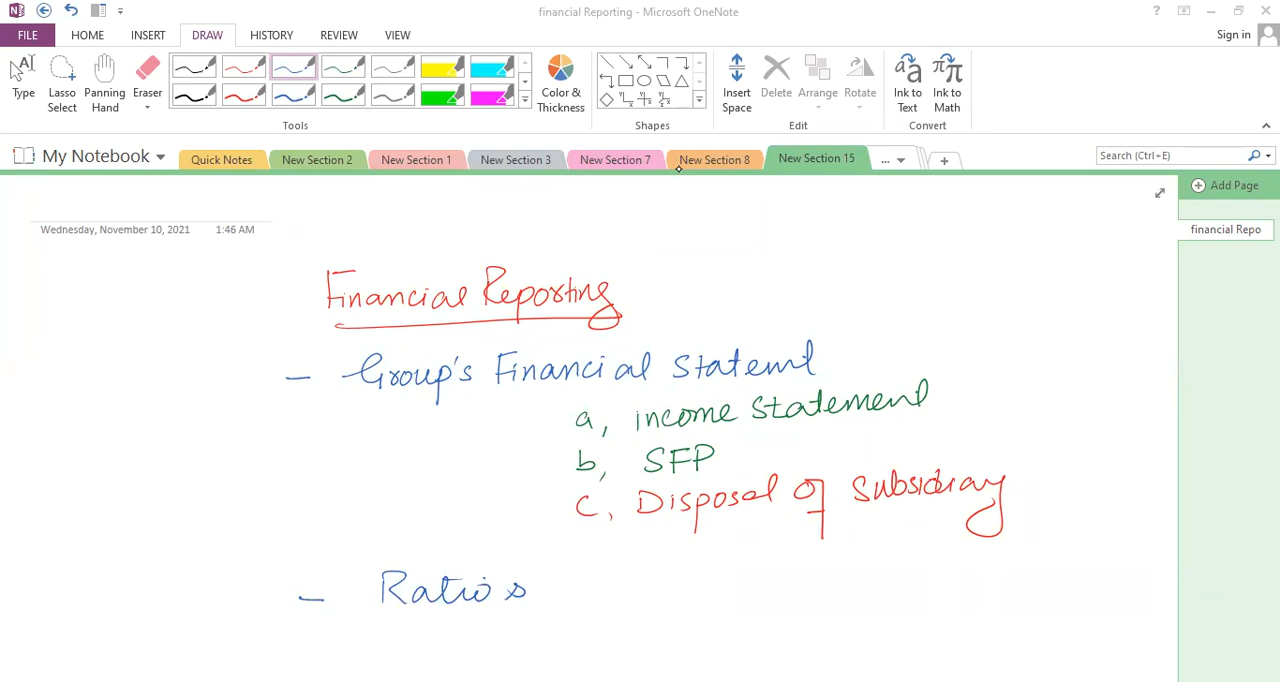 financial Reporting - Microsoft OneNote
FILE HOME INSERT DRAW HISTORY REVIEW VIEW Sign in
Type Lasso Select Panning Hand Eraser Color & Thickness Insert Space Delete Arrange Rotate Ink to Text Ink to Math
Tools Shapes Edit Convert
My Notebook Quick Notes New Section 2 New Section 1 New Section 3 New Section 7 New Section 8 New Section 15 ... Search (Ctrl+E)
Add Page
Wednesday, November 10, 2021 1:46 AM
financial Repo
Financial Reporting
- Group's Financial Statemt
a, income Statement
b, SFP
c, Disposal of Subsidiray
- Ratios